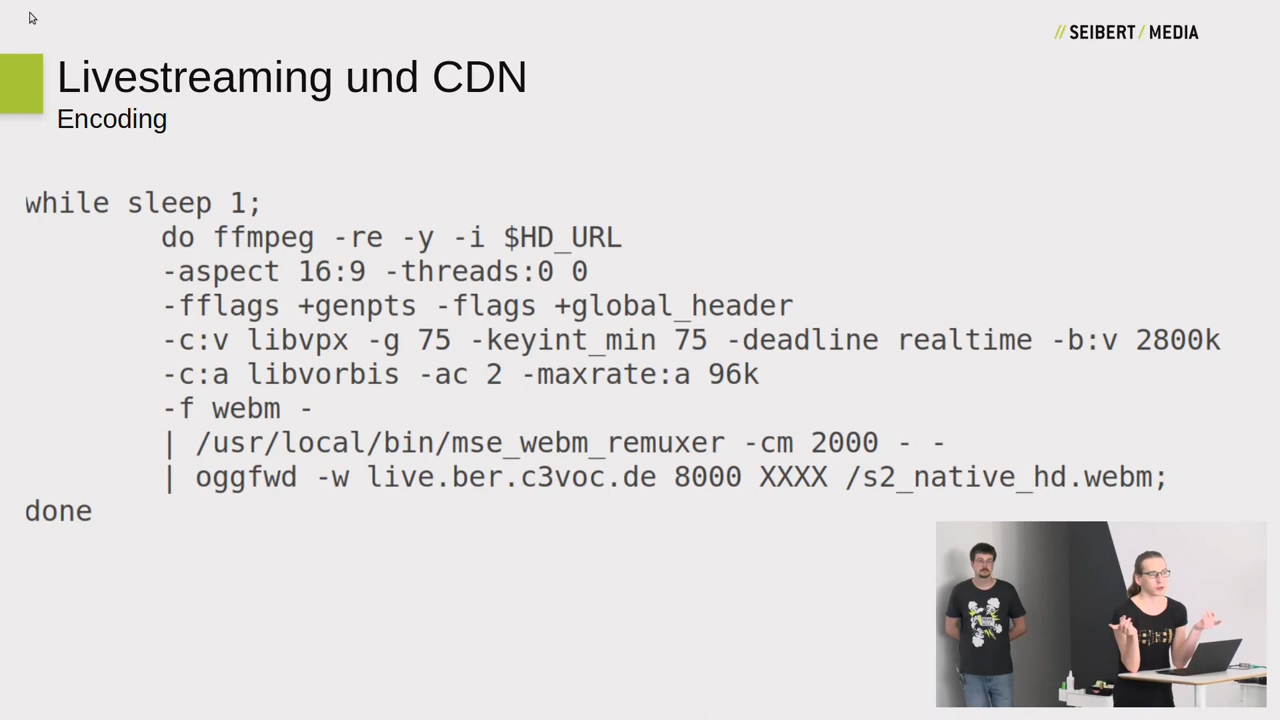 // SEIBERT / MEDIA
Livestreaming und CDN
Encoding
while sleep 1;
do ffmpeg -re -y -i $HD_URL
-aspect 16:9 -threads:0 0
-fflags +genpts -flags +global_header
-c:v libvpx -g 75 -keyint_min 75 -deadline realtime -b:v 2800k
-c:a libvorbis -ac 2 -maxrate:a 96k
-f webm -
| /usr/local/bin/mse_webm_remuxer -cm 2000 - -
| oggfwd -w live.ber.c3voc.de 8000 XXXX /s2_native_hd.webm;
done